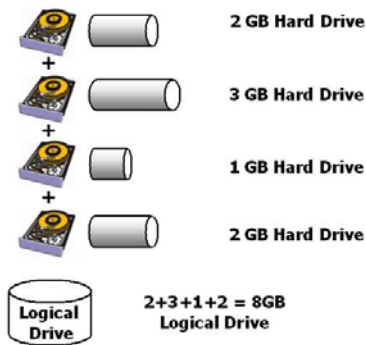 2 GB Hard Drive
+
3 GB Hard Drive
+
1 GB Hard Drive
+
2 GB Hard Drive
Logical
Drive
2+3+1+2 = 8GB
Logical Drive